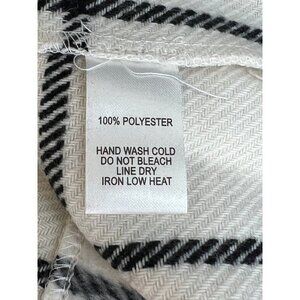 100% POLYESTER
HAND WASH COLD
DO NOT BLEACH
LINE DRY
IRON LOW HEAT